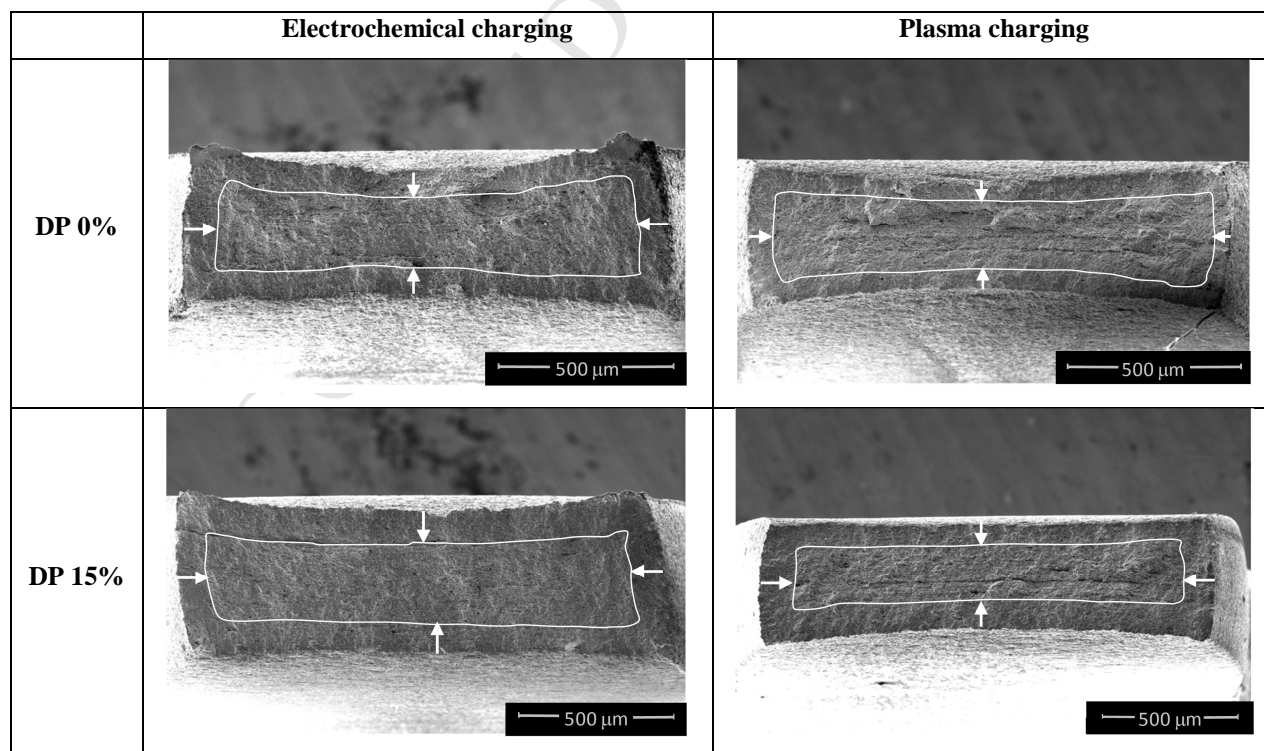 Electrochemical charging
Plasma charging
DP 0%
500 µm
500 µm
DP 15%
500 µm
500 µm